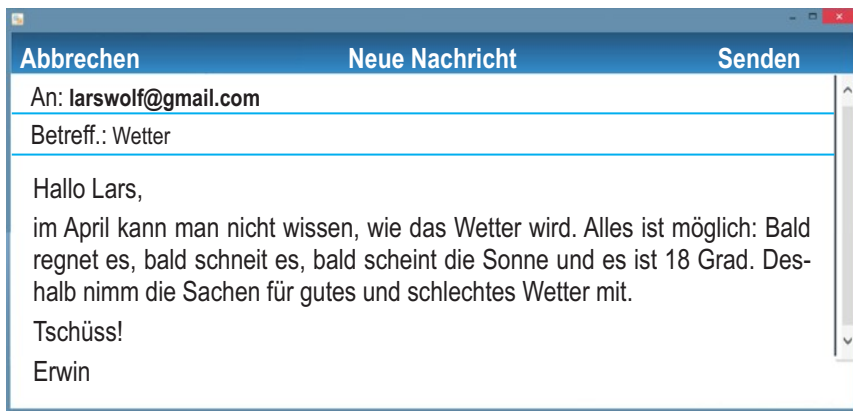 Abbrechen Neue Nachricht Senden
An: larswolf@gmail.com
Betreff.: Wetter
Hallo Lars,
im April kann man nicht wissen, wie das Wetter wird. Alles ist möglich: Bald
regnet es, bald schneit es, bald scheint die Sonne und es ist 18 Grad. Des-
halb nimm die Sachen für gutes und schlechtes Wetter mit.
Tschüss!
Erwin